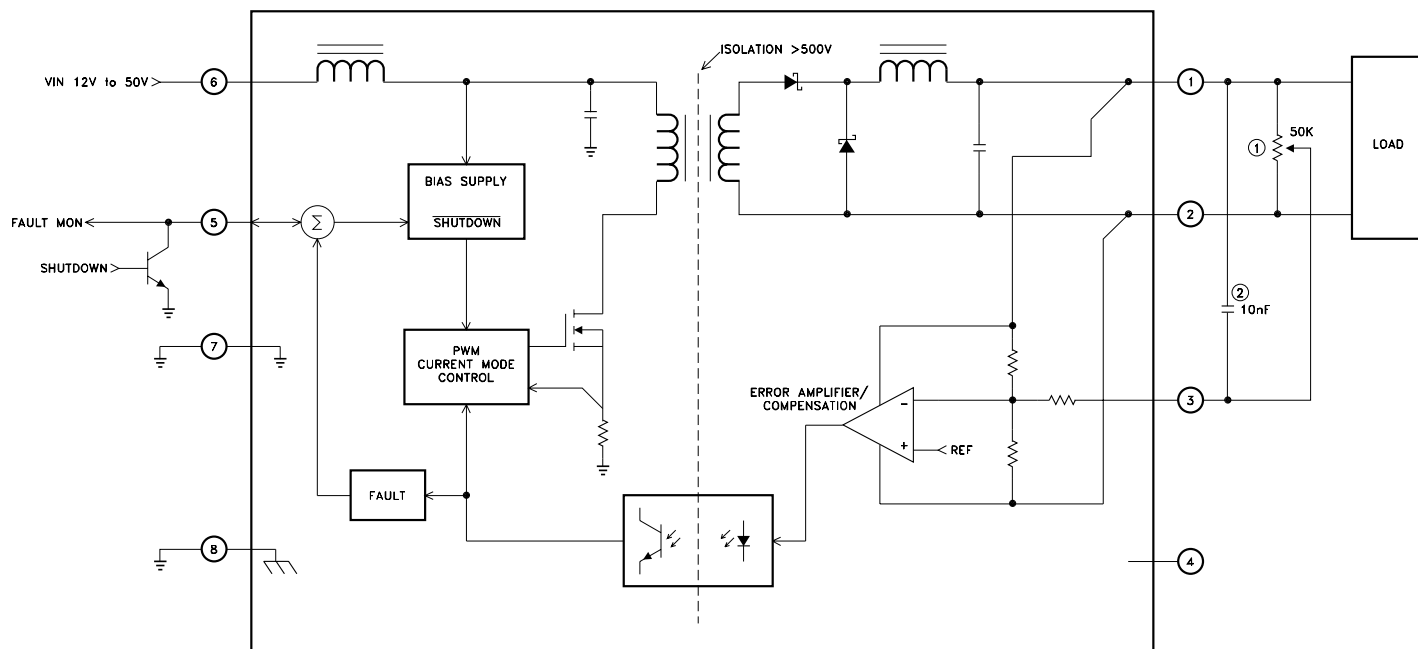 ISOLATION >500V
VIN 12V to 50V
6
1
50K
1
LOAD
BIAS SUPPLY
SHUTDOWN
FAULT MON
5
Σ
2
SHUTDOWN
2
10nF
7
PWM
CURRENT MODE
CONTROL
ERROR AMPLIFIER/
COMPENSATION
−
+
REF
3
FAULT
8
4